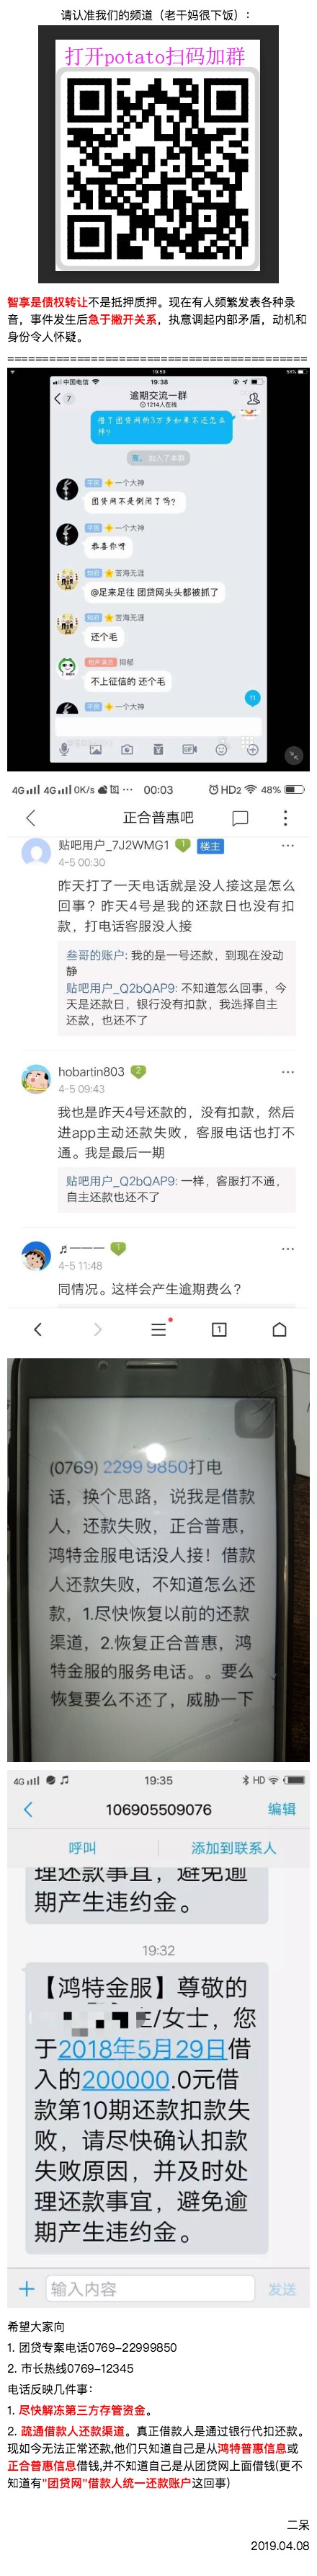 请认准我们的频道（老干妈很下饭）：
打开potato扫码加群
智享是债权转让不是抵押质押。现在有人频繁发表各种录
音，事件发生后急于撇开关系，执意调起内部矛盾，动机和
身份令人怀疑。
============================================
19:59
中国电信
19:38
7
逾期交流一群
1214人在线
借了团贷网的3万多如果不还怎么
样?
离，加入了本群
一个大神
团贷网不是倒闭了吗?
一个大神
恭喜你呀
苦海无涯
@足来足往 团贷网头头都被抓了
苦海无涯
还个毛
相声演员 抑郁
不上征信的 还个毛
一个大神
11
GIF
4G 4G 0K/s ··· 00:03 HD2 48%
正合普惠吧
贴吧用户_7J2WMG1 1 楼主
4-5 00:30
昨天打了一天电话就是没人接这是怎么
回事？昨天4号是我的还款日也没有扣
款，打电话客服没人接
叁哥的账户: 我的是一号还款，到现在没动
静
贴吧用户_Q2bQAP9: 不知道怎么回事，今
天是还款日，银行没有扣款，我选择自主
还款，也还不了
hobartin803 2
4-5 09:43
我也是昨天4号还款的，没有扣款，然后
进app主动还款失败，客服电话也打不
通。我是最后一期
贴吧用户_Q2bQAP9: 一样，客服打不通，
自主还款也还不了
♬一一一 1
4-5 11:48
同情况。这样会产生逾期费么？
1
(0769) 2299 9850打电
话，换个思路，说我是借款
人，还款失败，正合普惠，
鸿特金服电话没人接！借款
人还款失败，不知道怎么还
款，1.尽快恢复以前的还款
渠道，2.恢复正合普惠，鸿
特金服的服务电话。。要么
恢复要么不还了，威胁一下
4G 19:35 HD
106905509076 编辑
呼叫 添加到联系人
理还款事宜，避免逾
期产生违约金。
19:32
【鸿特金服】尊敬的
/女士，您
于2018年5月29日借
入的200000.0元借
款第10期还款扣款失
败，请尽快确认扣款
失败原因，并及时处
理还款事宜，避免逾
期产生违约金。
输入内容 发送
希望大家向
1. 团贷专案电话0769-22999850
2. 市长热线0769-12345
电话反映几件事：
1. 尽快解冻第三方存管资金。
2. 疏通借款人还款渠道。真正借款人是通过银行代扣还款。
现如今无法正常还款,他们只知道自己是从鸿特普惠信息或
正合普惠信息借钱,并不知道自己是从团贷网上面借钱(更不
知道有"团贷网"借款人统一还款账户这回事)
二呆
2019.04.08